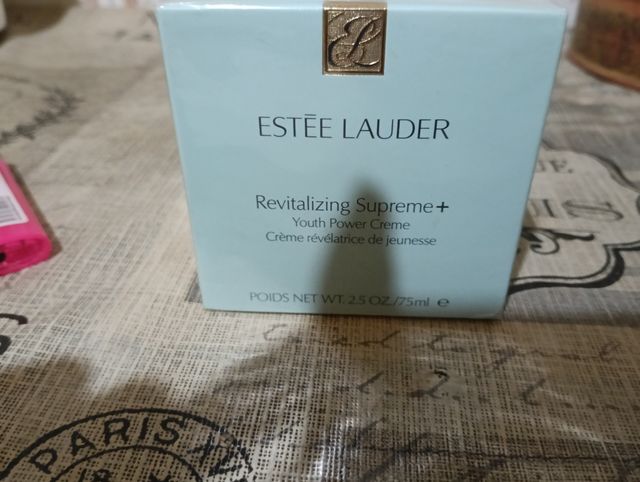 EL
ESTĒE LAUDER
Revitalizing Supreme+
Youth Power Creme
Crème révélatrice de jeunesse
POIDS NET WT. 2.5 OZ./75ml e
PARIS